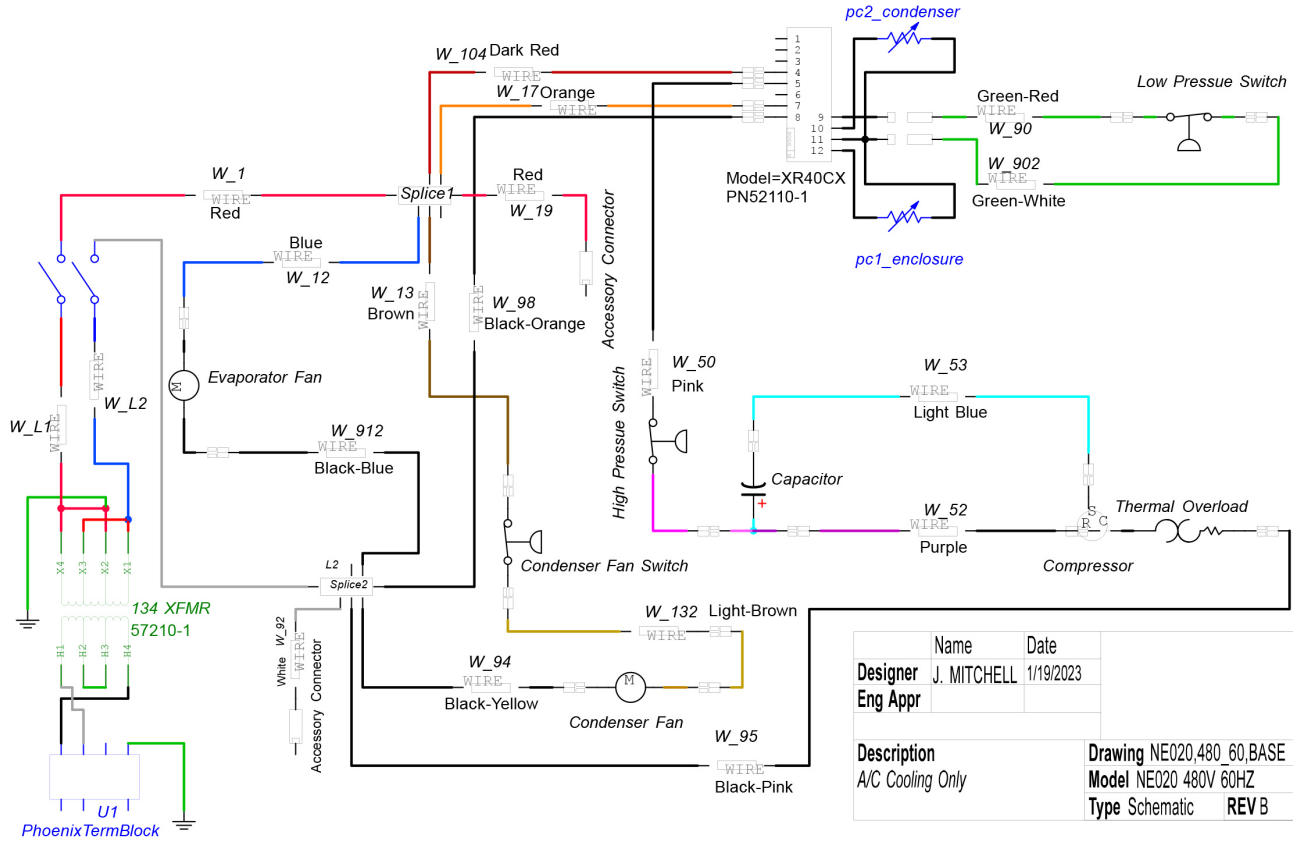 pc2_condenser
W_104 Dark Red
WIRE
W_17 Orange
WIRE
1
2
3
4
5
6
7
8
9
10
11
12
Model=XR40CX
PN52110-1
pc1_enclosure
Low Pressue Switch
Green-Red
WIRE
W_90
W_902
WIRE
Green-White
W_1
WIRE
Red
Splice1
Red
WIRE
W_19
Accessory Connector
Blue
WIRE
W_12
W_13
Brown
WIRE
W_98
WIRE
Black-Orange
Evaporator Fan
M
W_L1
WIRE
W_L2
WIRE
W_912
WIRE
Black-Blue
High Pressue Switch
W_50
WIRE
Pink
W_53
WIRE
Light Blue
Capacitor
+
W_52
WIRE
Purple
R
S
C
Compressor
Thermal Overload
X4
X3
X2
X1
134 XFMR
57210-1
H1
H2
H3
H4
L2
Splice2
Condenser Fan Switch
W_92
White
WIRE
Accessory Connector
W_132
Light-Brown
WIRE
W_94
WIRE
Black-Yellow
M
Condenser Fan
W_95
WIRE
Black-Pink
U1
PhoenixTermBlock
Name Date
Designer J. MITCHELL 1/19/2023
Eng Appr
Description
A/C Cooling Only
Drawing NE020,480_60,BASE
Model NE020 480V 60HZ
Type Schematic REV B